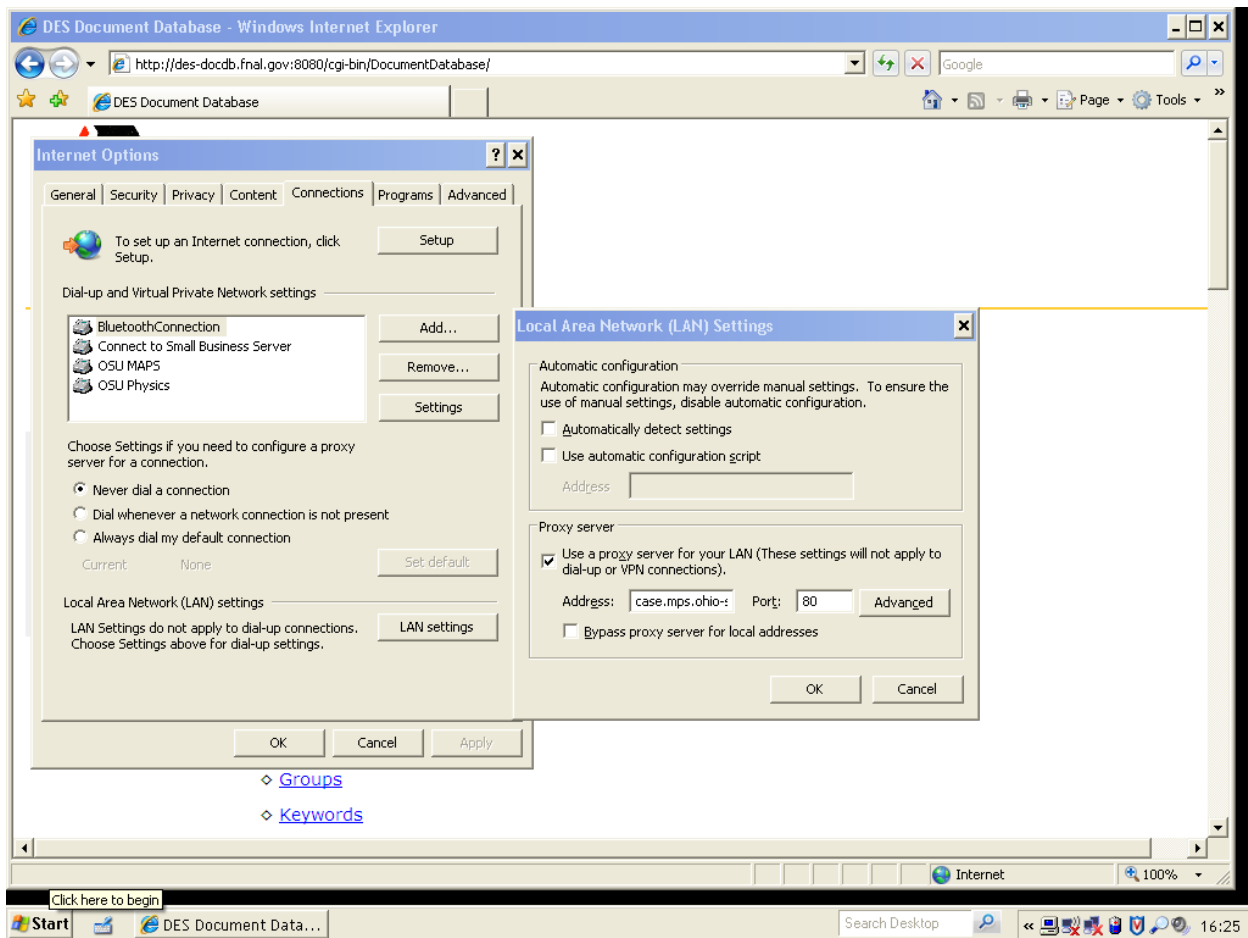 DES Document Database - Windows Internet Explorer
http://des-docdb.fnal.gov:8080/cgi-bin/DocumentDatabase/
Google
DES Document Database
Page
Tools
»
Internet Options
General Security Privacy Content Connections Programs Advanced
To set up an Internet connection, click
Setup.
Setup
Dial-up and Virtual Private Network settings
BluetoothConnection
Connect to Small Business Server
OSU MAPS
OSU Physics
Add...
Remove...
Settings
Choose Settings if you need to configure a proxy
server for a connection.
Never dial a connection
Dial whenever a network connection is not present
Always dial my default connection
Current None
Set default
Local Area Network (LAN) settings
LAN Settings do not apply to dial-up connections.
Choose Settings above for dial-up settings.
LAN settings
OK Cancel Apply
Local Area Network (LAN) Settings
Automatic configuration
Automatic configuration may override manual settings. To ensure the
use of manual settings, disable automatic configuration.
Automatically detect settings
Use automatic configuration script
Address
Proxy server
Use a proxy server for your LAN (These settings will not apply to
dial-up or VPN connections).
Address: case.mps.ohio-s Port: 80 Advanced
Bypass proxy server for local addresses
OK Cancel
Groups
Keywords
Internet
100%
Click here to begin
Start
DES Document Data...
Search Desktop
«
16:25